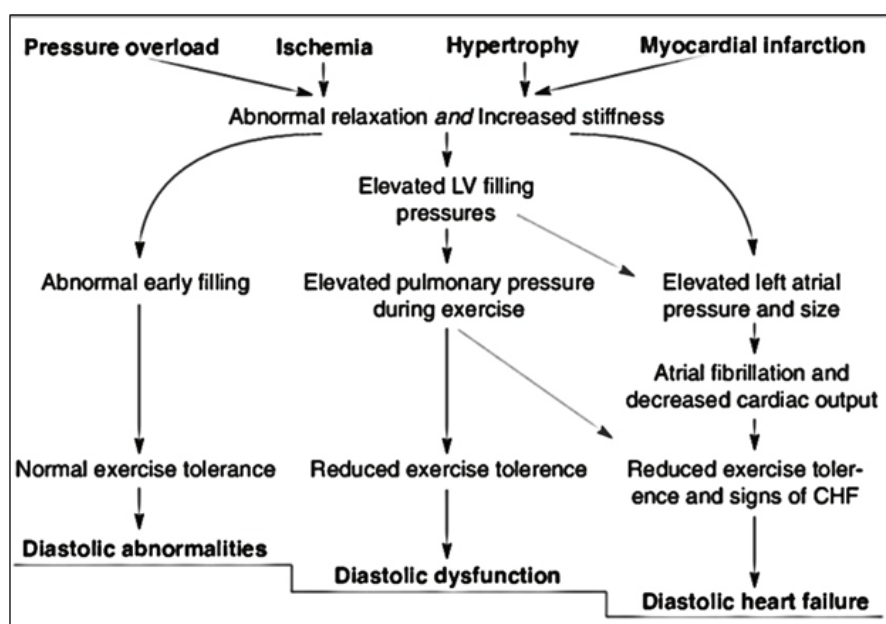 Pressure overload Ischemia Hypertrophy Myocardial infarction
Abnormal relaxation and Increased stiffness
Elevated LV filling
pressures
Abnormal early filling
Elevated pulmonary pressure
during exercise
Elevated left atrial
pressure and size
Atrial fibrillation and
decreased cardiac output
Normal exercise tolerance
Reduced exercise tolerence
Reduced exercise toler-
ence and signs of CHF
Diastolic abnormalities
Diastolic dysfunction
Diastolic heart failure